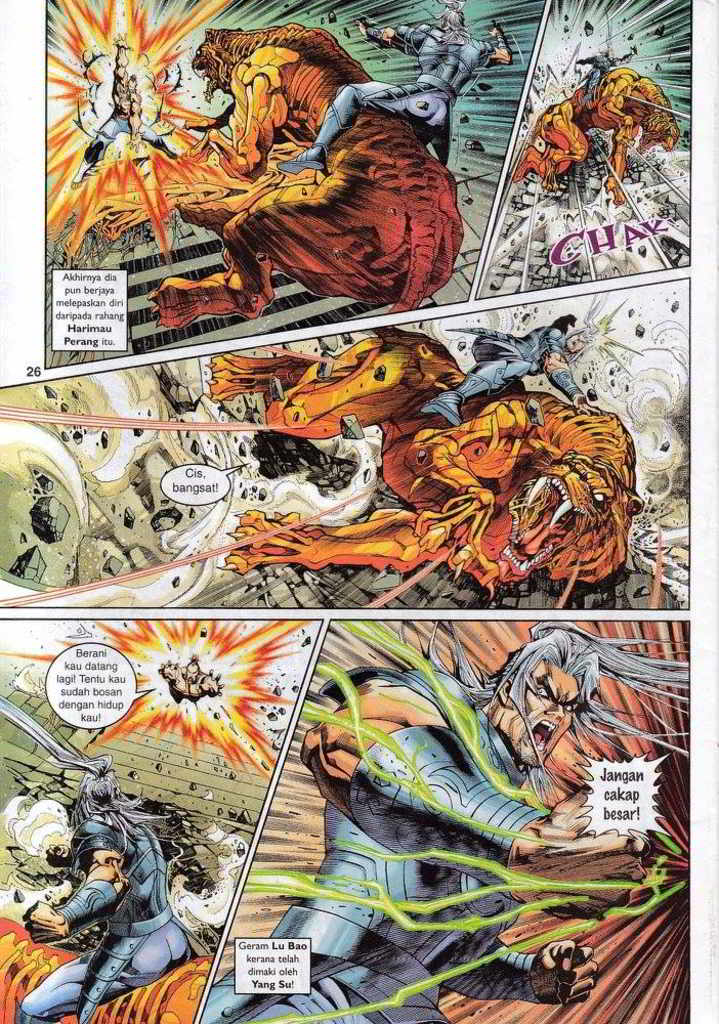 Akhirnya dia
pun berjaya
melepaskan diri
daripada rahang
Harimau
Perang itu.
CHAK
26
Cis,
bangsat!
Berani
kau datang
lagi! Tentu kau
sudah bosan
dengan hidup
kau!
Jangan
cakap
besar!
Geram Lu Bao
kerana telah
dimaki oleh
Yang Su!